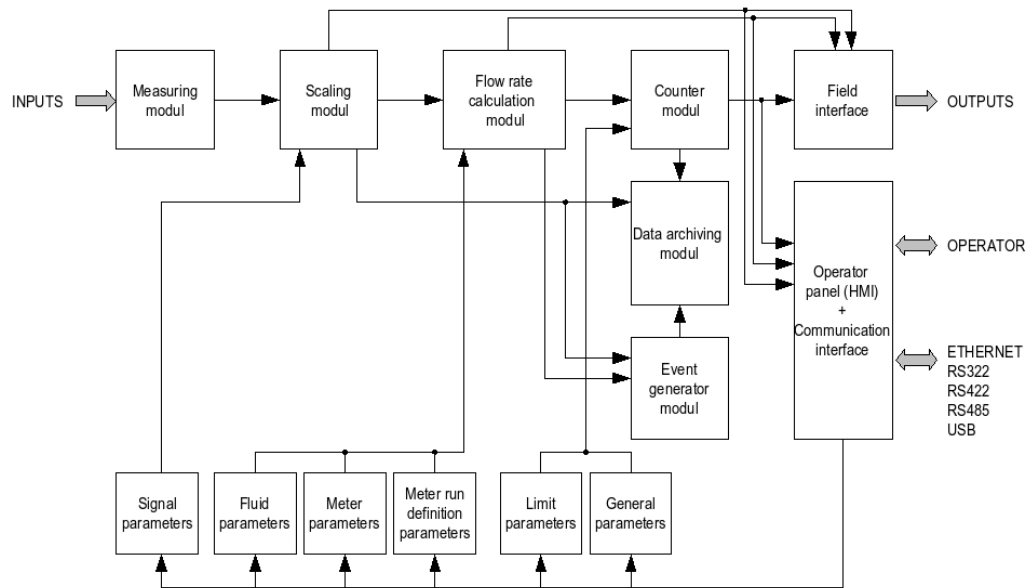 INPUTS
Measuring
modul
Scaling
modul
Flow rate
calculation
modul
Counter
modul
Field
interface
OUTPUTS
Data archiving
modul
Operator
panel (HMI)
+
Communication
interface
OPERATOR
ETHERNET
RS322
RS422
RS485
USB
Event
generator
modul
Signal
parameters
Fluid
parameters
Meter
parameters
Meter run
definition
parameters
Limit
parameters
General
parameters